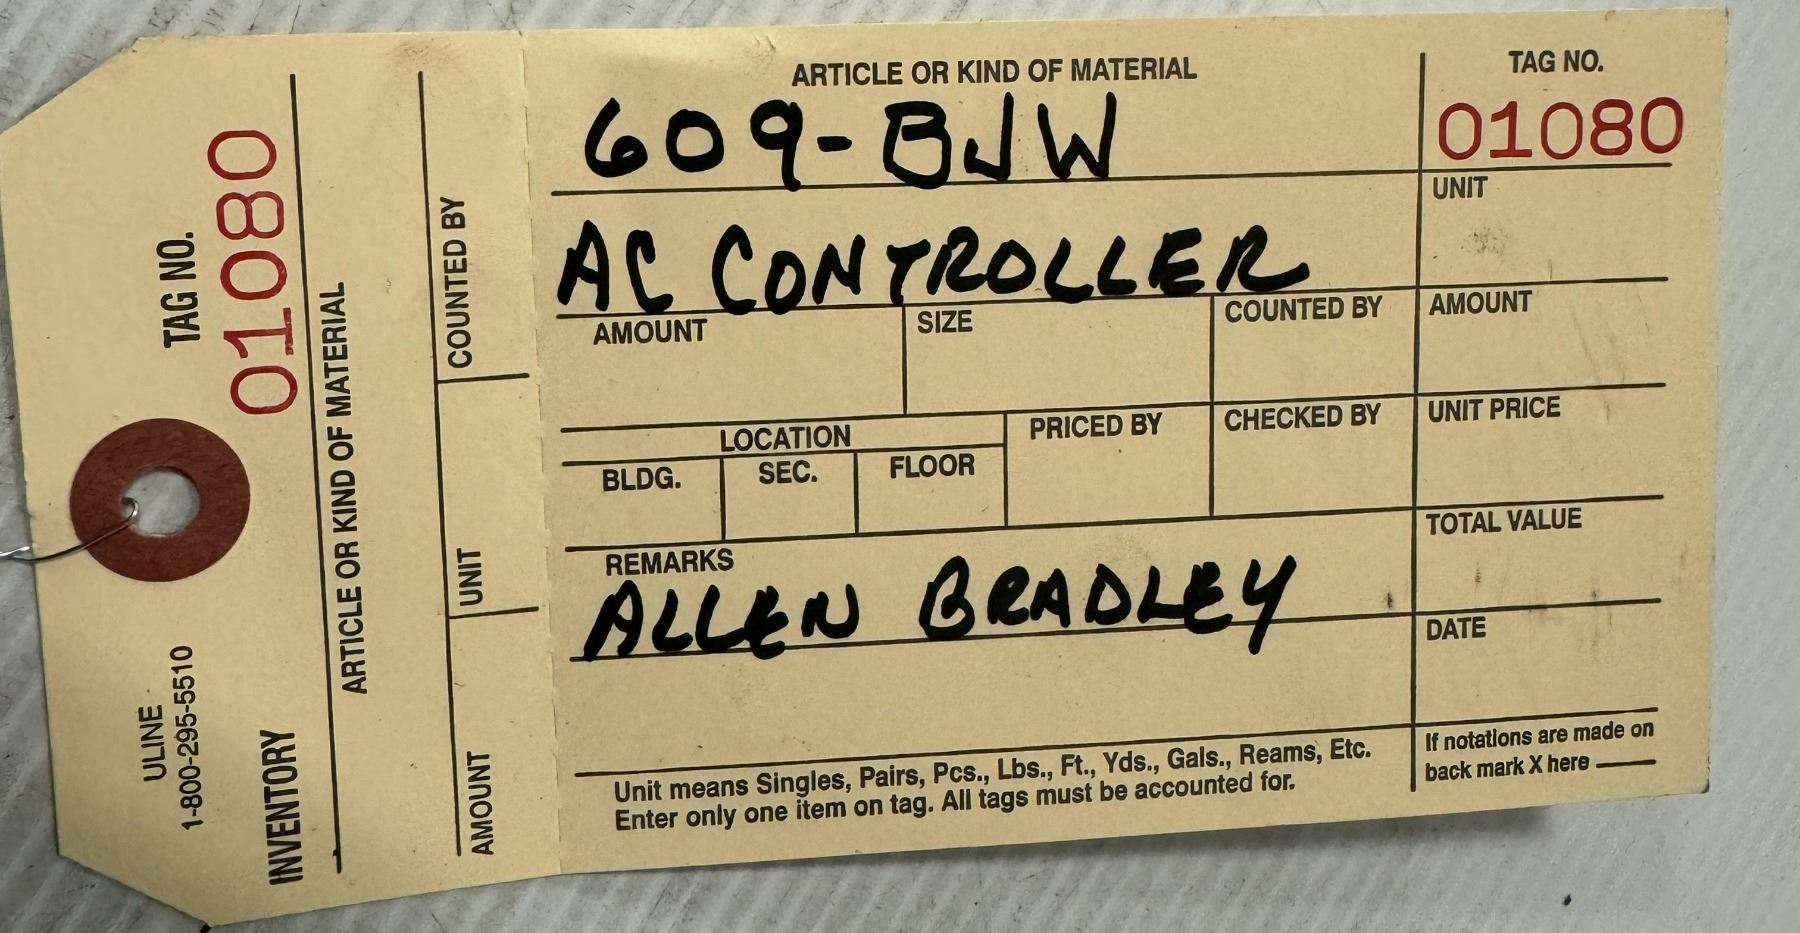 ULINE
1-800-295-5510
TAG NO.
01080
INVENTORY
ARTICLE OR KIND OF MATERIAL
AMOUNT
UNIT
COUNTED BY
ARTICLE OR KIND OF MATERIAL
609-BJW
AC CONTROLLER
TAG NO.
01080
UNIT
AMOUNT
SIZE
COUNTED BY
AMOUNT
LOCATION
BLDG.
SEC.
FLOOR
PRICED BY
CHECKED BY
UNIT PRICE
REMARKS
ALLEN BRADLEY
TOTAL VALUE
DATE
Unit means Singles, Pairs, Pcs., Lbs., Ft., Yds., Gals., Reams, Etc.
Enter only one item on tag. All tags must be accounted for.
If notations are made on
back mark X here